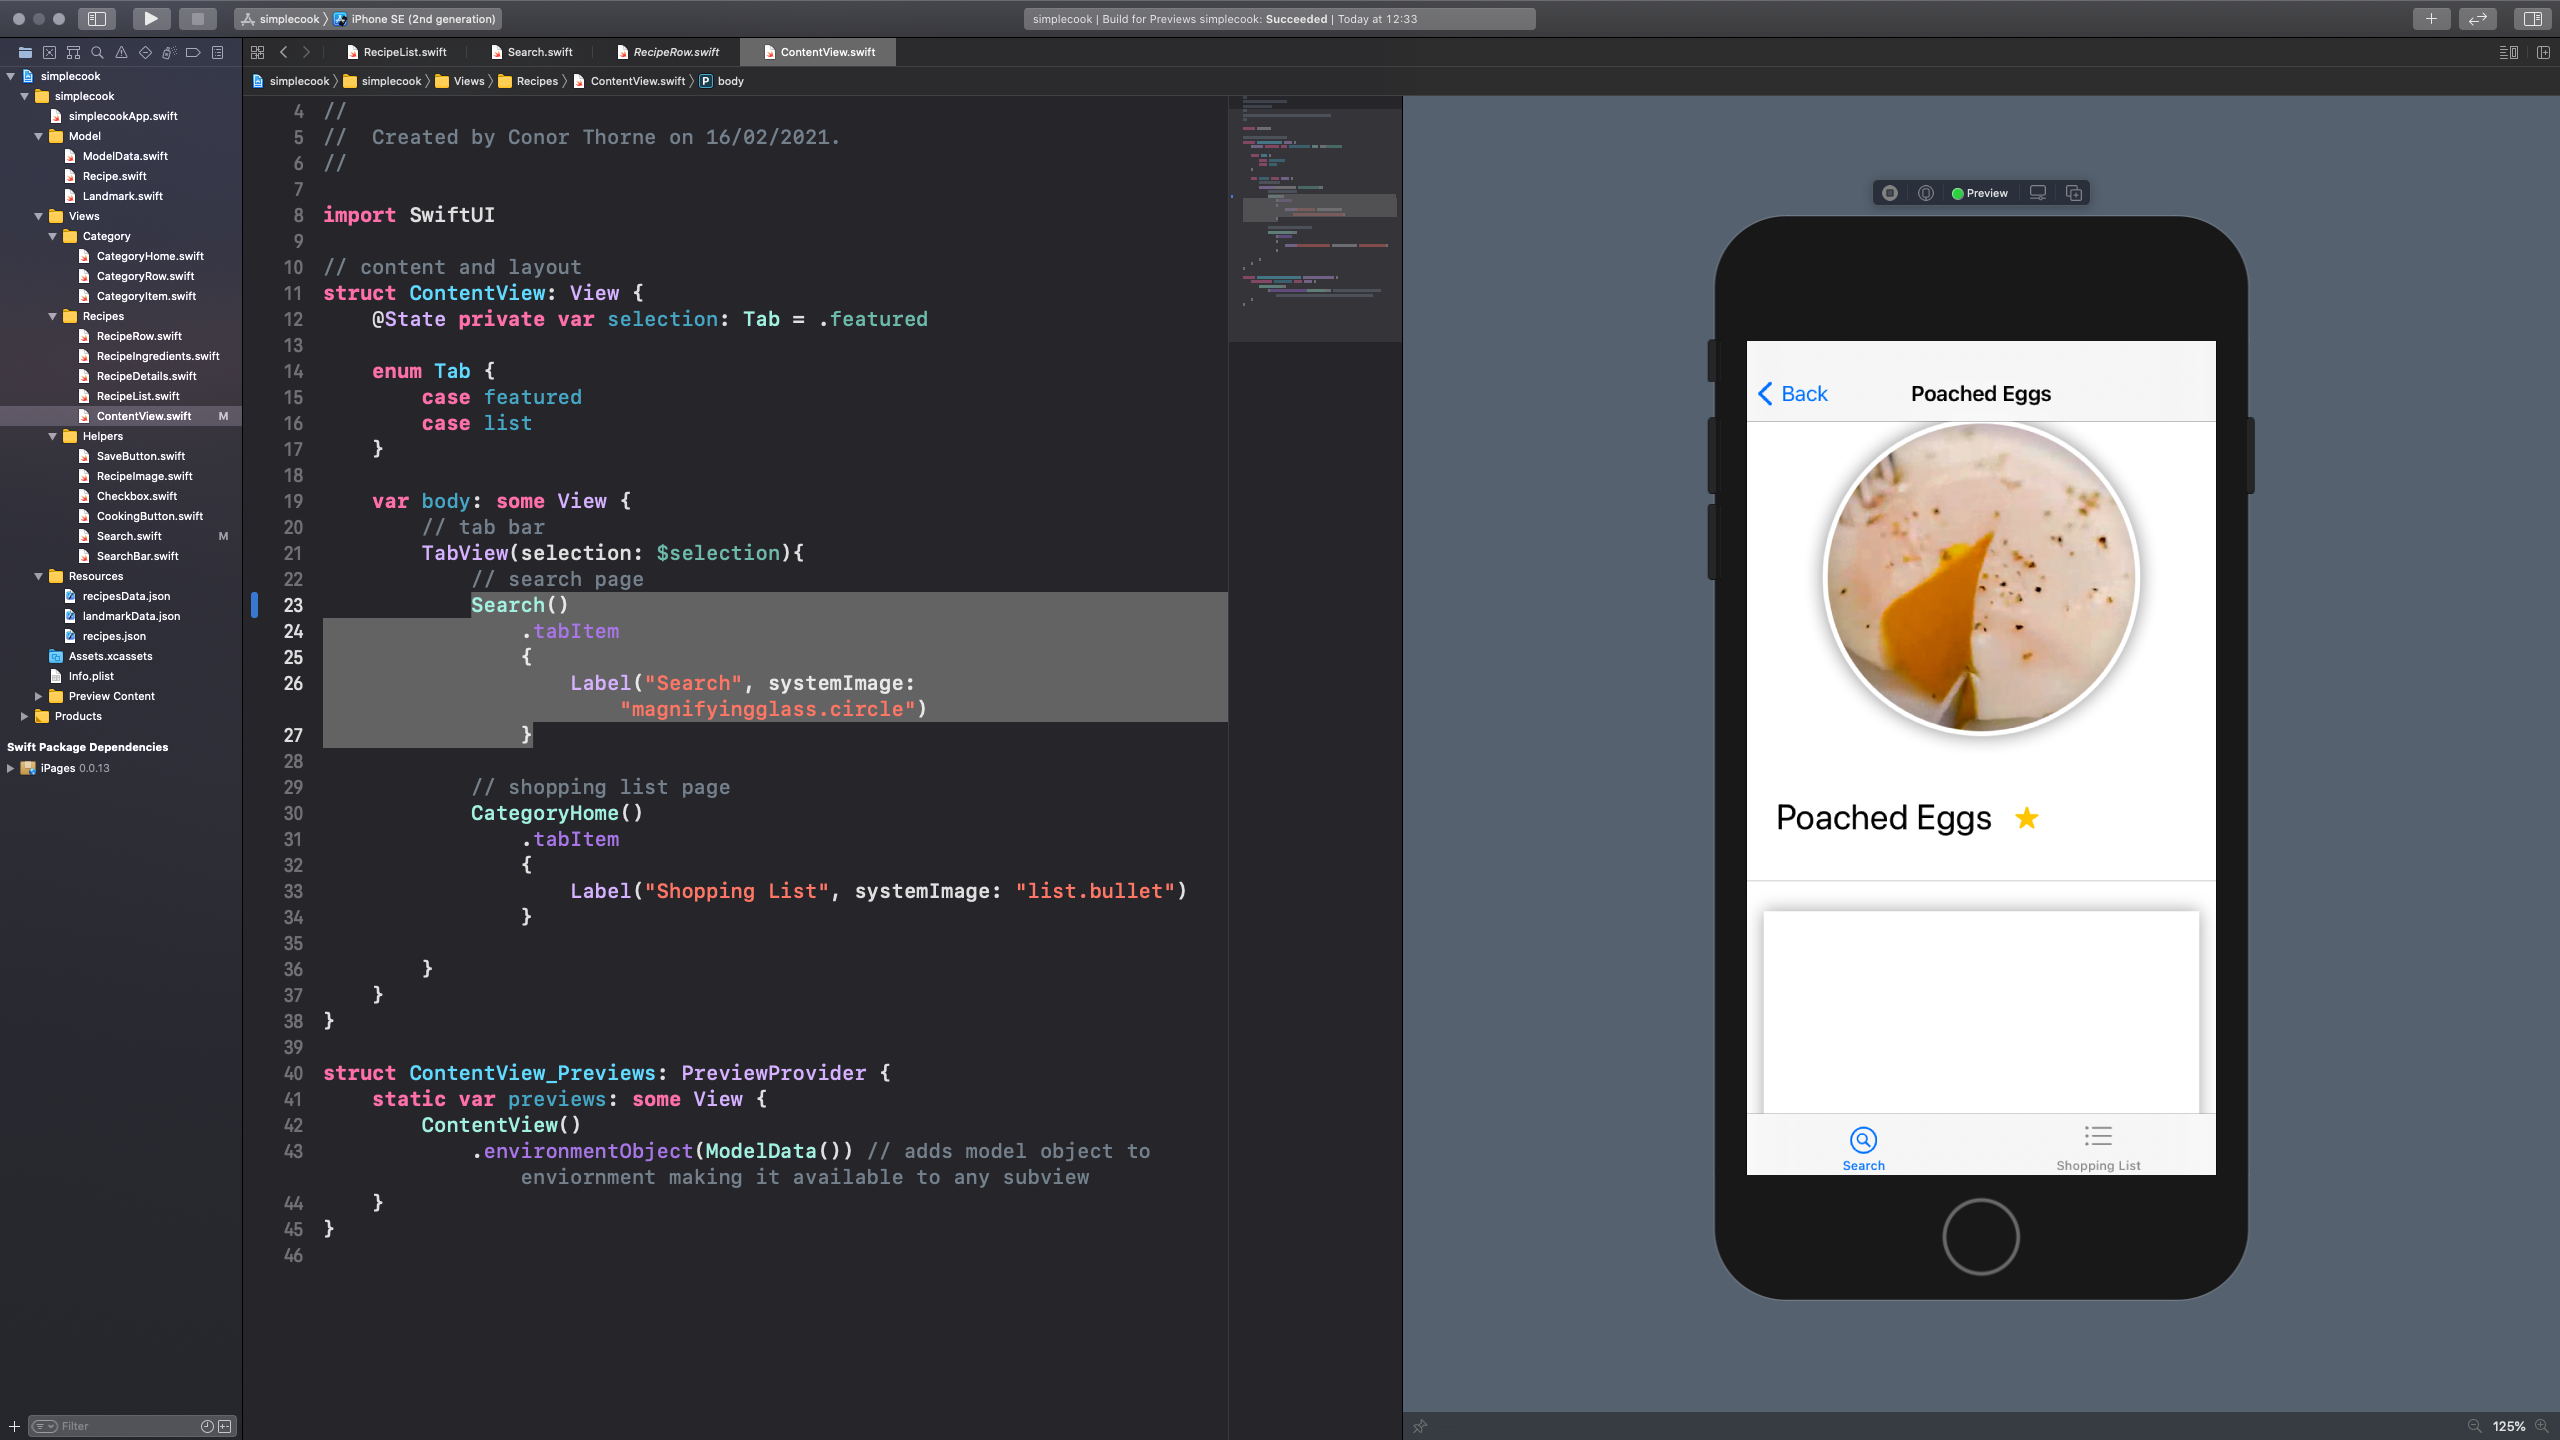 simplecook 〉 iPhone SE (2nd generation)
simplecook | Build for Previews simplecook: Succeeded | Today at 12:33
RecipeList.swift
Search.swift
RecipeRow.swift
ContentView.swift
simplecook 〉 simplecook 〉 Views 〉 Recipes 〉 ContentView.swift 〉 P body
simplecook
simplecook
simplecookApp.swift
Model
ModelData.swift
Recipe.swift
Landmark.swift
Views
Category
CategoryHome.swift
CategoryRow.swift
CategoryItem.swift
Recipes
RecipeRow.swift
RecipeIngredients.swift
RecipeDetails.swift
RecipeList.swift
ContentView.swift M
Helpers
SaveButton.swift
RecipeImage.swift
Checkbox.swift
CookingButton.swift
Search.swift M
SearchBar.swift
Resources
recipesData.json
landmarkData.json
recipes.json
Assets.xcassets
Info.plist
Preview Content
Products
Swift Package Dependencies
iPages 0.0.13
Filter
4 //
5 //  Created by Conor Thorne on 16/02/2021.
6 //
7
8 import SwiftUI
9
10 // content and layout
11 struct ContentView: View {
12     @State private var selection: Tab = .featured
13
14     enum Tab {
15         case featured
16         case list
17     }
18
19     var body: some View {
20         // tab bar
21         TabView(selection: $selection){
22             // search page
23             Search()
24                 .tabItem
25                 {
26                     Label("Search", systemImage:
"magnifyingglass.circle")
27                 }
28
29             // shopping list page
30             CategoryHome()
31                 .tabItem
32                 {
33                     Label("Shopping List", systemImage: "list.bullet")
34                 }
35
36         }
37     }
38 }
39
40 struct ContentView_Previews: PreviewProvider {
41     static var previews: some View {
42         ContentView()
43             .environmentObject(ModelData()) // adds model object to
enviornment making it available to any subview
44     }
45 }
46
Preview
Back
Poached Eggs
Poached Eggs
Search
Shopping List
125%